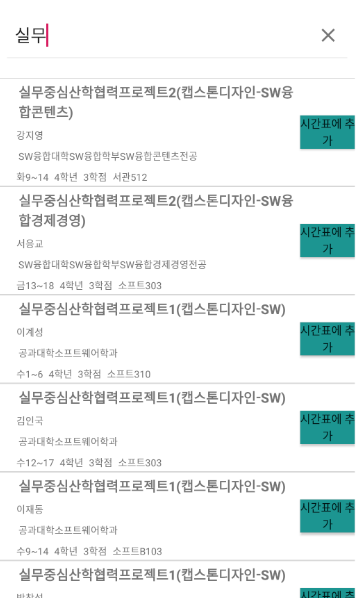 실무
실무중심산학협력프로젝트2(캡스톤디자인-SW융
합콘텐츠)
강지영
SW융합대학SW융합학부SW융합콘텐츠전공
화9~14 4학년 3학점 서관512
시간표에 추
가
실무중심산학협력프로젝트2(캡스톤디자인-SW융
합경제경영)
서응교
SW융합대학SW융합학부SW융합경제경영전공
금13~18 4학년 3학점 소프트303
시간표에 추
가
실무중심산학협력프로젝트1(캡스톤디자인-SW)
이계성
공과대학소프트웨어학과
수1~6 4학년 3학점 소프트310
시간표에 추
가
실무중심산학협력프로젝트1(캡스톤디자인-SW)
김인국
공과대학소프트웨어학과
수12~17 4학년 3학점 소프트303
시간표에 추
가
실무중심산학협력프로젝트1(캡스톤디자인-SW)
이재동
공과대학소프트웨어학과
수9~14 4학년 3학점 소프트B103
시간표에 추
가
실무중심산학협력프로젝트1(캡스톤디자인-SW)
시간표에 추